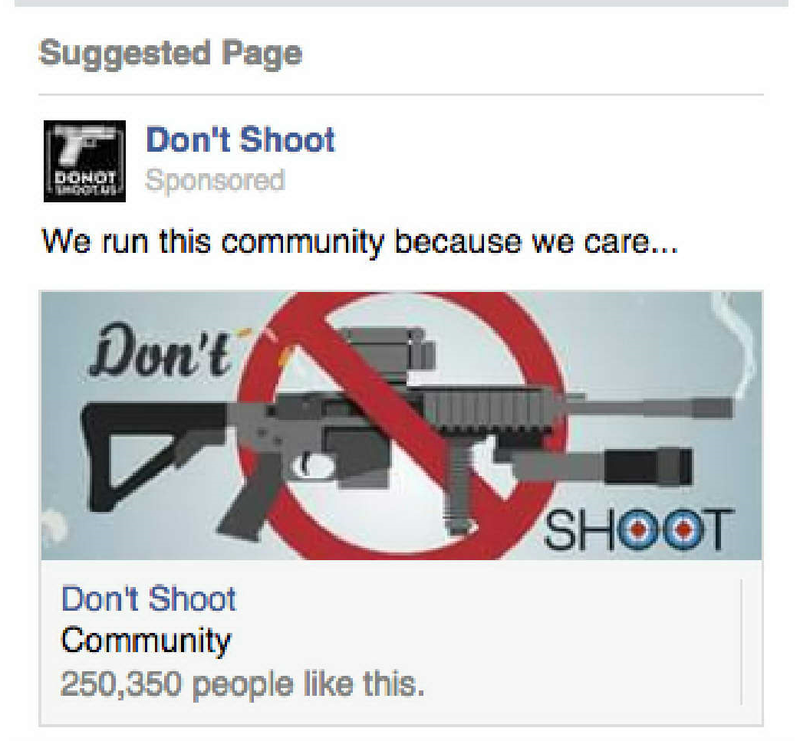 Suggested Page
Don't Shoot
Sponsored
DONOT
SHOOT.US
We run this community because we care...
Don't
SHOOT
Don't Shoot
Community
250,350 people like this.